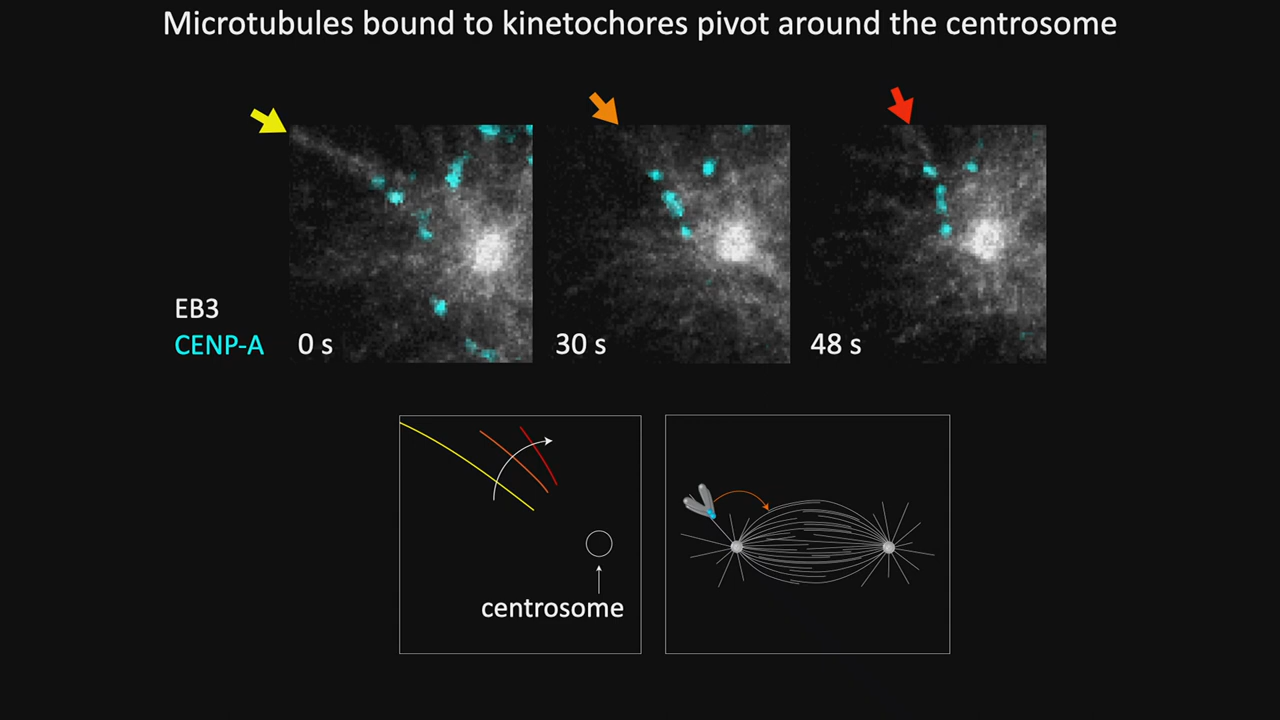 Microtubules bound to kinetochores pivot around the centrosome
EB3
CENP-A
0 s
30 s
48 s
centrosome